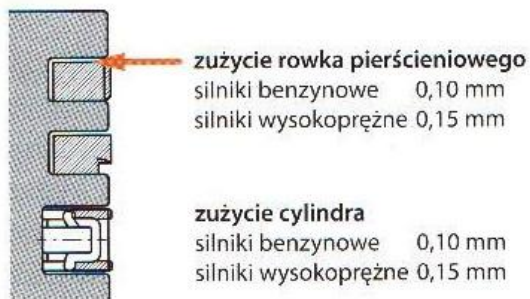 zużycie rowka pierścieniowego
silniki benzynowe 0,10 mm
silniki wysokoprężne 0,15 mm
zużycie cylindra
silniki benzynowe 0,10 mm
silniki wysokoprężne 0,15 mm